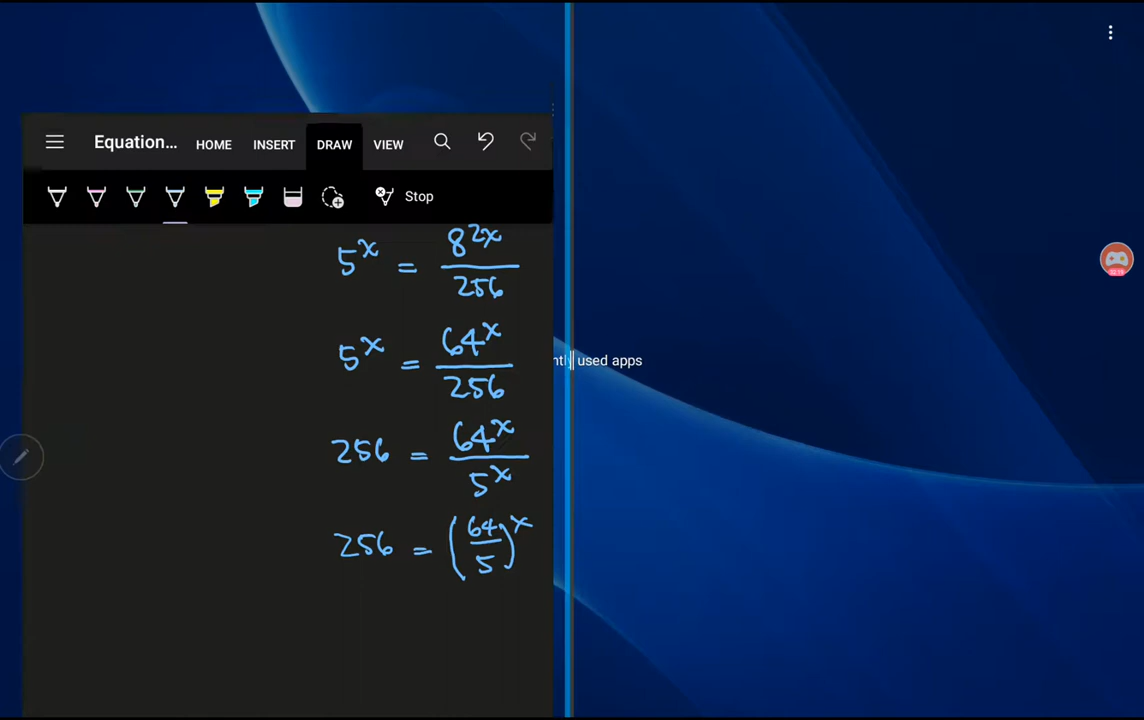 Equation...
HOME
INSERT
DRAW
VIEW
Stop
5^x = 8^{2x}/256
5^x = 64^x/256
256 = 64^x/5^x
256 = (64/5)^x
used apps